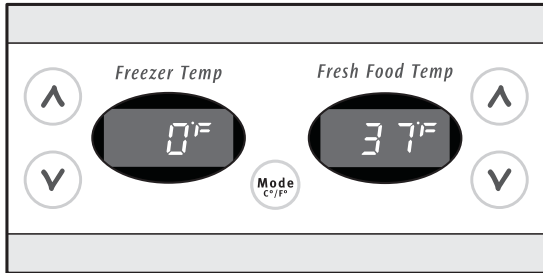 Freezer Temp
Fresh Food Temp
0°F
37°F
Mode
C°/F°